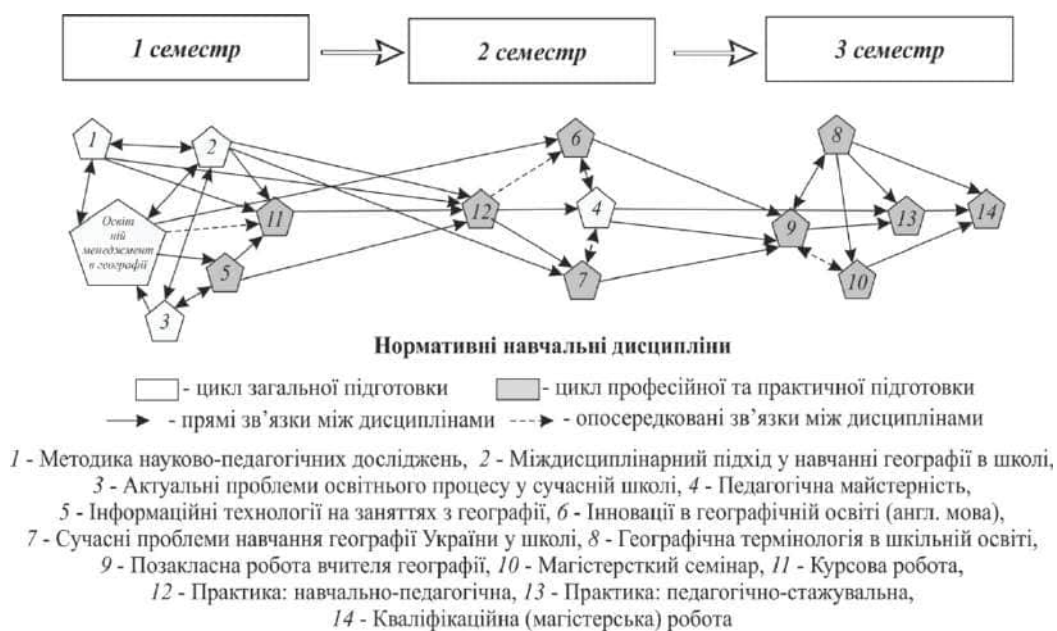 1 семестр
2 семестр
3 семестр
1
2
6
8
11
12
4
9
13
14
Освіт
ній
менеджмент
в географії
5
7
10
3
Нормативні навчальні дисципліни
- цикл загальної підготовки
- цикл професійної та практичної підготовки
- прямі зв’язки між дисциплінами
- опосередковані зв’язки між дисциплінами
1 - Методика науково-педагогічних досліджень, 2 - Міждисциплінарний підхід у навчанні географії в школі,
3 - Актуальні проблеми освітнього процесу у сучасній школі, 4 - Педагогічна майстерність,
5 - Інформаційні технології на заняттях з географії, 6 - Інновації в географічній освіті (англ. мова),
7 - Сучасні проблеми навчання географії України у школі, 8 - Географічна термінологія в шкільній освіті,
9 - Позакласна робота вчителя географії, 10 - Магістерсткий семінар, 11 - Курсова робота,
12 - Практика: навчально-педагогічна, 13 - Практика: педагогічно-стажувальна,
14 - Кваліфікаційна (магістерська) робота